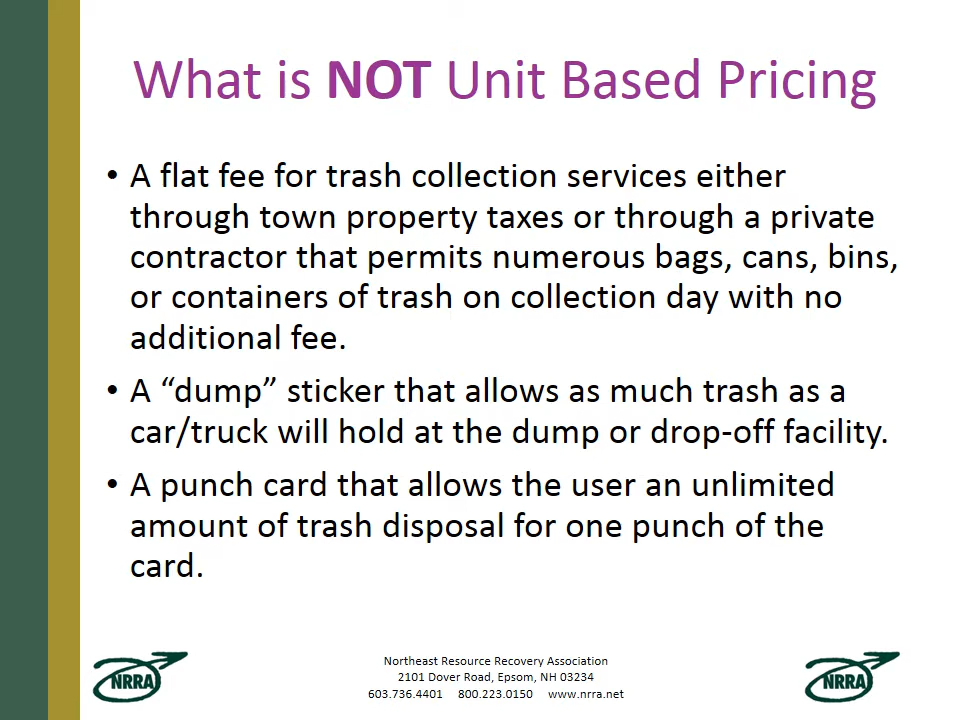 What is NOT Unit Based Pricing
• A flat fee for trash collection services either
through town property taxes or through a private
contractor that permits numerous bags, cans, bins,
or containers of trash on collection day with no
additional fee.
• A “dump” sticker that allows as much trash as a
car/truck will hold at the dump or drop-off facility.
• A punch card that allows the user an unlimited
amount of trash disposal for one punch of the
card.
NRRA
Northeast Resource Recovery Association
2101 Dover Road, Epsom, NH 03234
603.736.4401 800.223.0150 www.nrra.net
NRRA